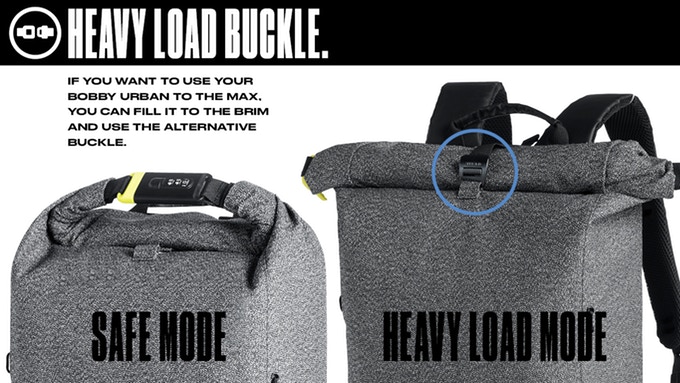 HEAVY LOAD BUCKLE.
IF YOU WANT TO USE YOUR
BOBBY URBAN TO THE MAX,
YOU CAN FILL IT TO THE BRIM
AND USE THE ALTERNATIVE
BUCKLE.
SAFE MODE
HEAVY LOAD MODE